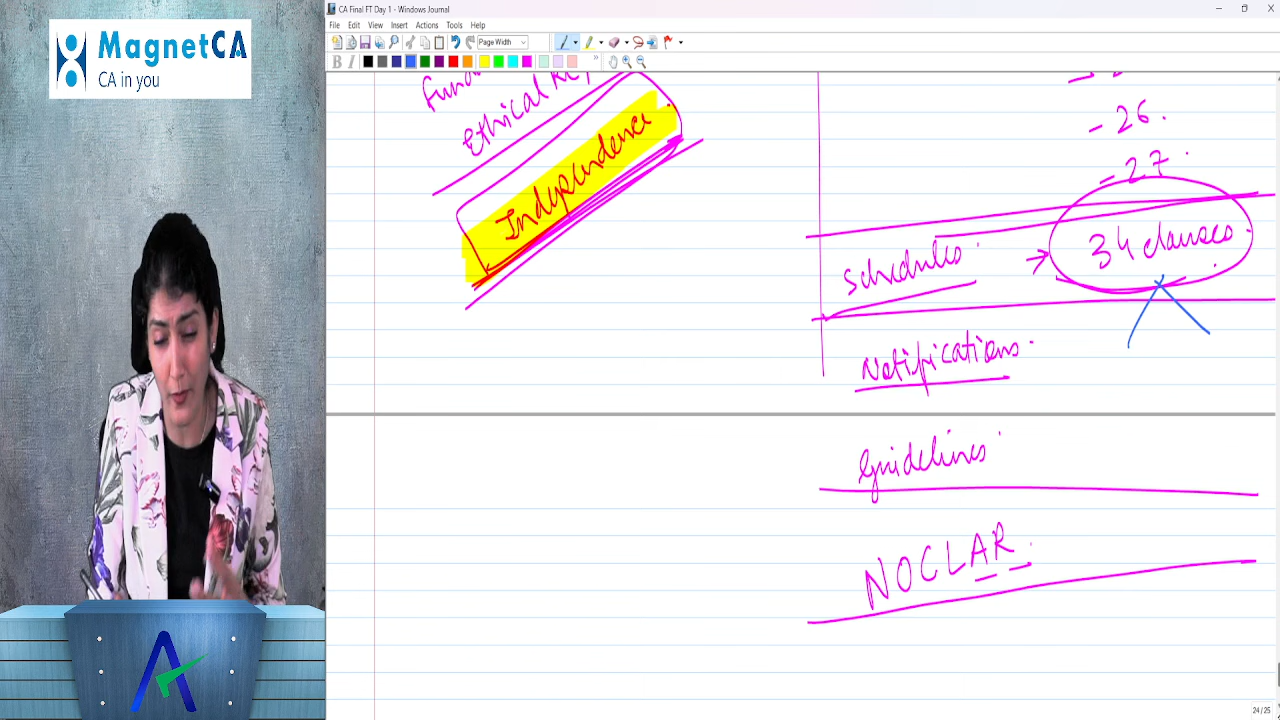 MagnetCA
CA in you
CA Final FT Day 1 - Windows Journal
File Edit View Insert Actions Tools Help
Page Width
B I
ethical
Independence
- 26.
- 27.
Schedules → 34 clauses
Notifications
Guidelines
NOCLAR
24 / 25